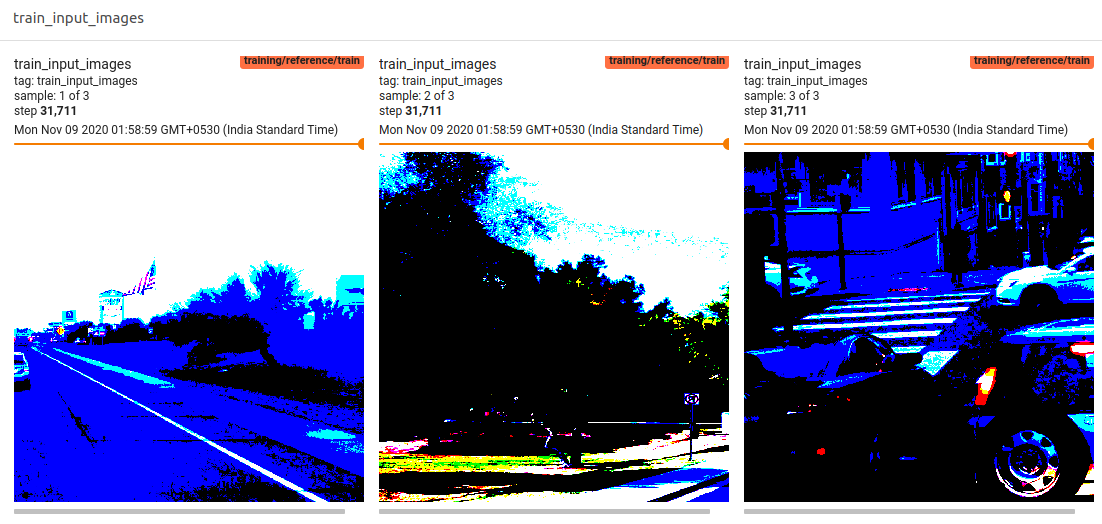 train_input_images
train_input_images training/reference/train
tag: train_input_images
sample: 1 of 3
step 31,711
Mon Nov 09 2020 01:58:59 GMT+0530 (India Standard Time)
train_input_images training/reference/train
tag: train_input_images
sample: 2 of 3
step 31,711
Mon Nov 09 2020 01:58:59 GMT+0530 (India Standard Time)
train_input_images training/reference/train
tag: train_input_images
sample: 3 of 3
step 31,711
Mon Nov 09 2020 01:58:59 GMT+0530 (India Standard Time)